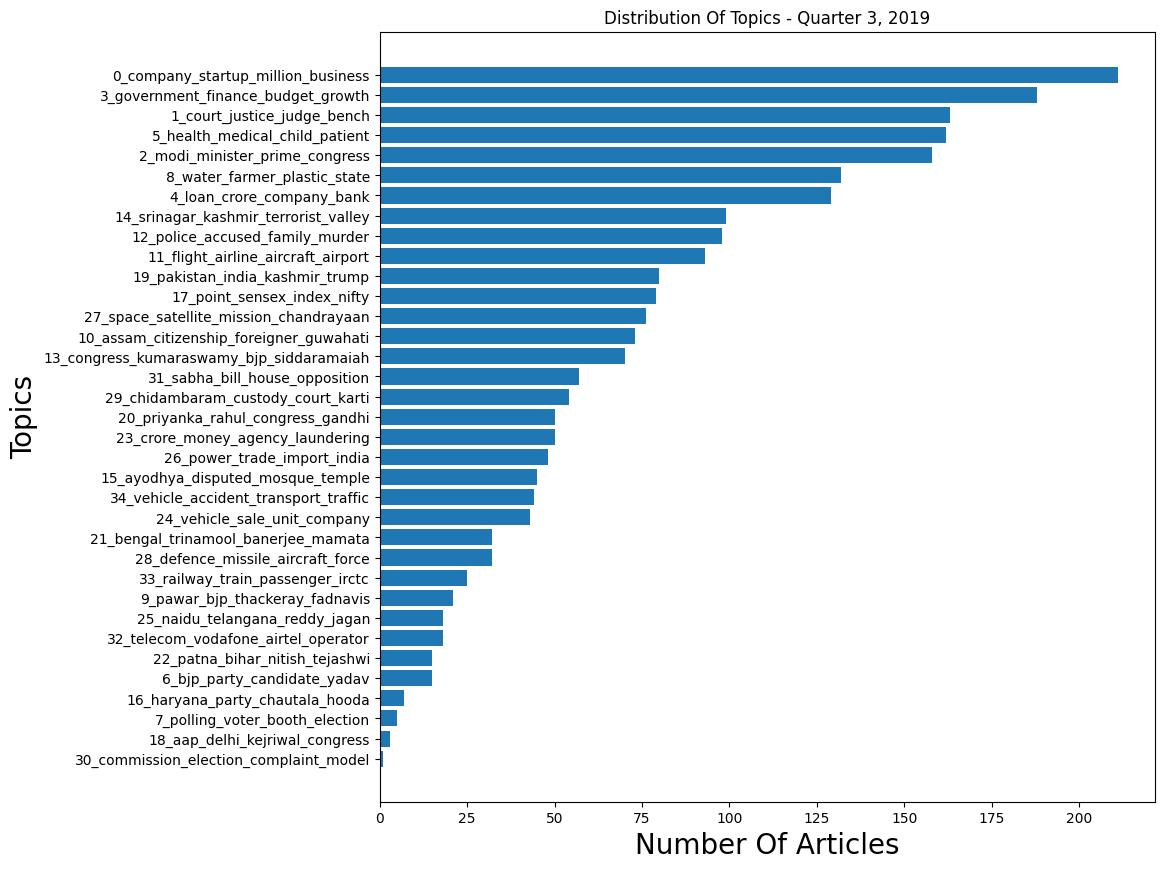 Distribution Of Topics - Quarter 3, 2019
0_company_startup_million_business
3_government_finance_budget_growth
1_court_justice_judge_bench
5_health_medical_child_patient
2_modi_minister_prime_congress
8_water_farmer_plastic_state
4_loan_crore_company_bank
14_srinagar_kashmir_terrorist_valley
12_police_accused_family_murder
11_flight_airline_aircraft_airport
19_pakistan_india_kashmir_trump
17_point_sensex_index_nifty
27_space_satellite_mission_chandrayaan
10_assam_citizenship_foreigner_guwahati
13_congress_kumaraswamy_bjp_siddaramaiah
31_sabha_bill_house_opposition
29_chidambaram_custody_court_karti
20_priyanka_rahul_congress_gandhi
23_crore_money_agency_laundering
26_power_trade_import_india
15_ayodhya_disputed_mosque_temple
34_vehicle_accident_transport_traffic
24_vehicle_sale_unit_company
21_bengal_trinamool_banerjee_mamata
28_defence_missile_aircraft_force
33_railway_train_passenger_irctc
9_pawar_bjp_thackeray_fadnavis
25_naidu_telangana_reddy_jagan
32_telecom_vodafone_airtel_operator
22_patna_bihar_nitish_tejashwi
6_bjp_party_candidate_yadav
16_haryana_party_chautala_hooda
7_polling_voter_booth_election
18_aap_delhi_kejriwal_congress
30_commission_election_complaint_model
Topics
0 25 50 75 100 125 150 175 200
Number Of Articles